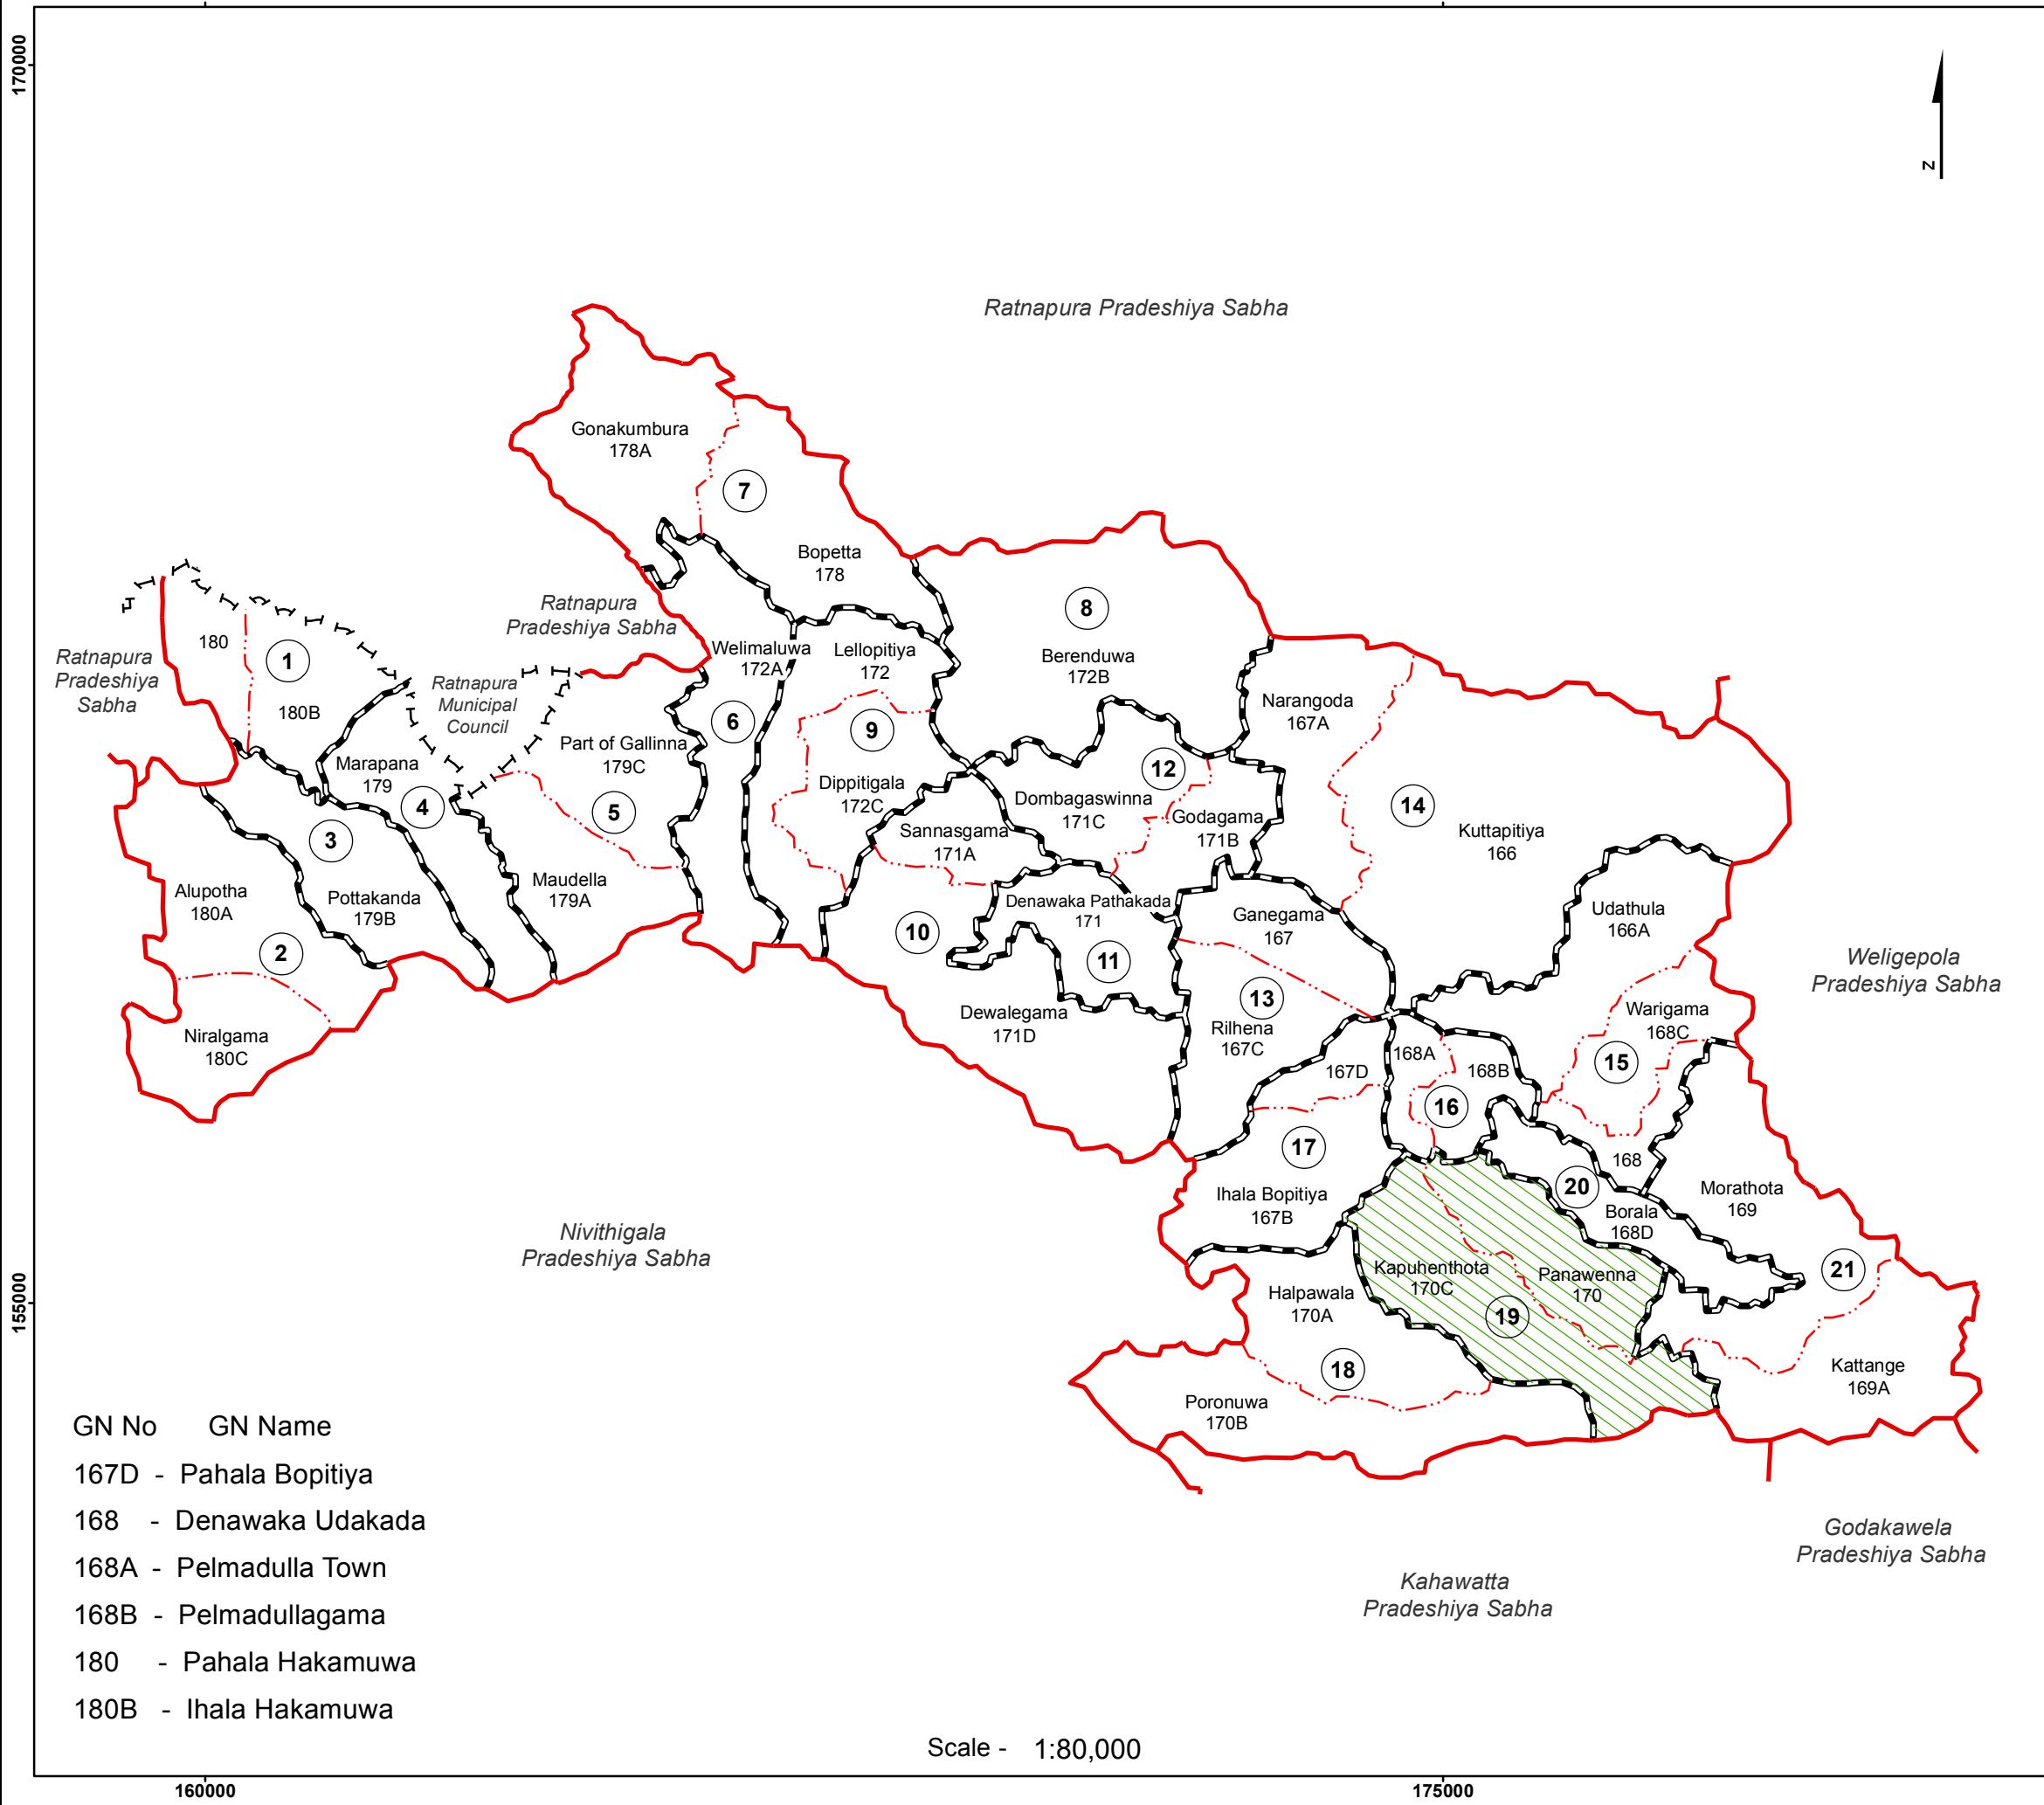 170000
N
Ratnapura Pradeshiya Sabha
Gonakumbura
178A
7
Bopetta
178
Ratnapura
Pradeshiya Sabha
8
Berenduwa
172B
180
1
180B
Ratnapura
Pradeshiya
Sabha
Ratnapura
Municipal
Council
Welimaluwa
172A
Lellopitiya
172
6
9
Narangoda
167A
Marapana
179
4
Part of Gallinna
179C
5
Dippitigala
172C
12
Dombagaswinna
171C
Godagama
171B
14
Kuttapitiya
166
3
Sannasgama
171A
Alupotha
180A
Pottakanda
179B
Maudella
179A
2
10
Denawaka Pathakada
171
11
Ganegama
167
Udathula
166A
Weligepola
Pradeshiya Sabha
Niralgama
180C
Dewalegama
171D
13
Rilhena
167C
Warigama
168C
15
167D
168A
168B
16
17
Ihala Bopitiya
167B
168
20
Borala
168D
Morathota
169
Nivithigala
Pradeshiya Sabha
21
155000
Halpawala
170A
Kapuhenthota
170C
Panawenna
170
19
18
Kattange
169A
Poronuwa
170B
GN No GN Name
167D - Pahala Bopitiya
168 - Denawaka Udakada
168A - Pelmadulla Town
168B - Pelmadullagama
180 - Pahala Hakamuwa
180B - Ihala Hakamuwa
Godakawela
Pradeshiya Sabha
Kahawatta
Pradeshiya Sabha
Scale - 1:80,000
160000
175000